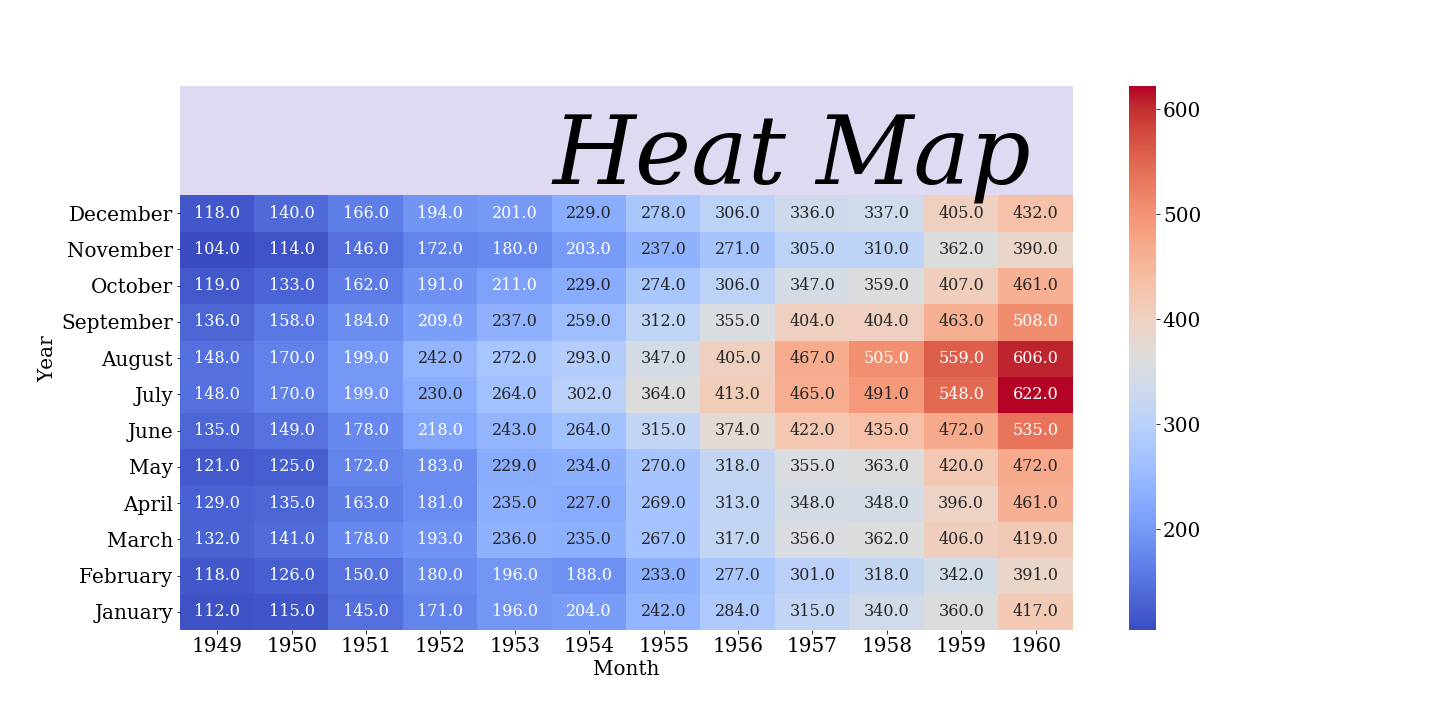 Heat Map
600
December 118.0 140.0 166.0 194.0 201.0 229.0 278.0 306.0 336.0 337.0 405.0 432.0
500
November 104.0 114.0 146.0 172.0 180.0 203.0 237.0 271.0 305.0 310.0 362.0 390.0
October 119.0 133.0 162.0 191.0 211.0 229.0 274.0 306.0 347.0 359.0 407.0 461.0
September 136.0 158.0 184.0 209.0 237.0 259.0 312.0 355.0 404.0 404.0 463.0 508.0
400
Year
August 148.0 170.0 199.0 242.0 272.0 293.0 347.0 405.0 467.0 505.0 559.0 606.0
July 148.0 170.0 199.0 230.0 264.0 302.0 364.0 413.0 465.0 491.0 548.0 622.0
300
June 135.0 149.0 178.0 218.0 243.0 264.0 315.0 374.0 422.0 435.0 472.0 535.0
May 121.0 125.0 172.0 183.0 229.0 234.0 270.0 318.0 355.0 363.0 420.0 472.0
April 129.0 135.0 163.0 181.0 235.0 227.0 269.0 313.0 348.0 348.0 396.0 461.0
200
March 132.0 141.0 178.0 193.0 236.0 235.0 267.0 317.0 356.0 362.0 406.0 419.0
February 118.0 126.0 150.0 180.0 196.0 188.0 233.0 277.0 301.0 318.0 342.0 391.0
January 112.0 115.0 145.0 171.0 196.0 204.0 242.0 284.0 315.0 340.0 360.0 417.0
1949 1950 1951 1952 1953 1954 1955 1956 1957 1958 1959 1960
Month